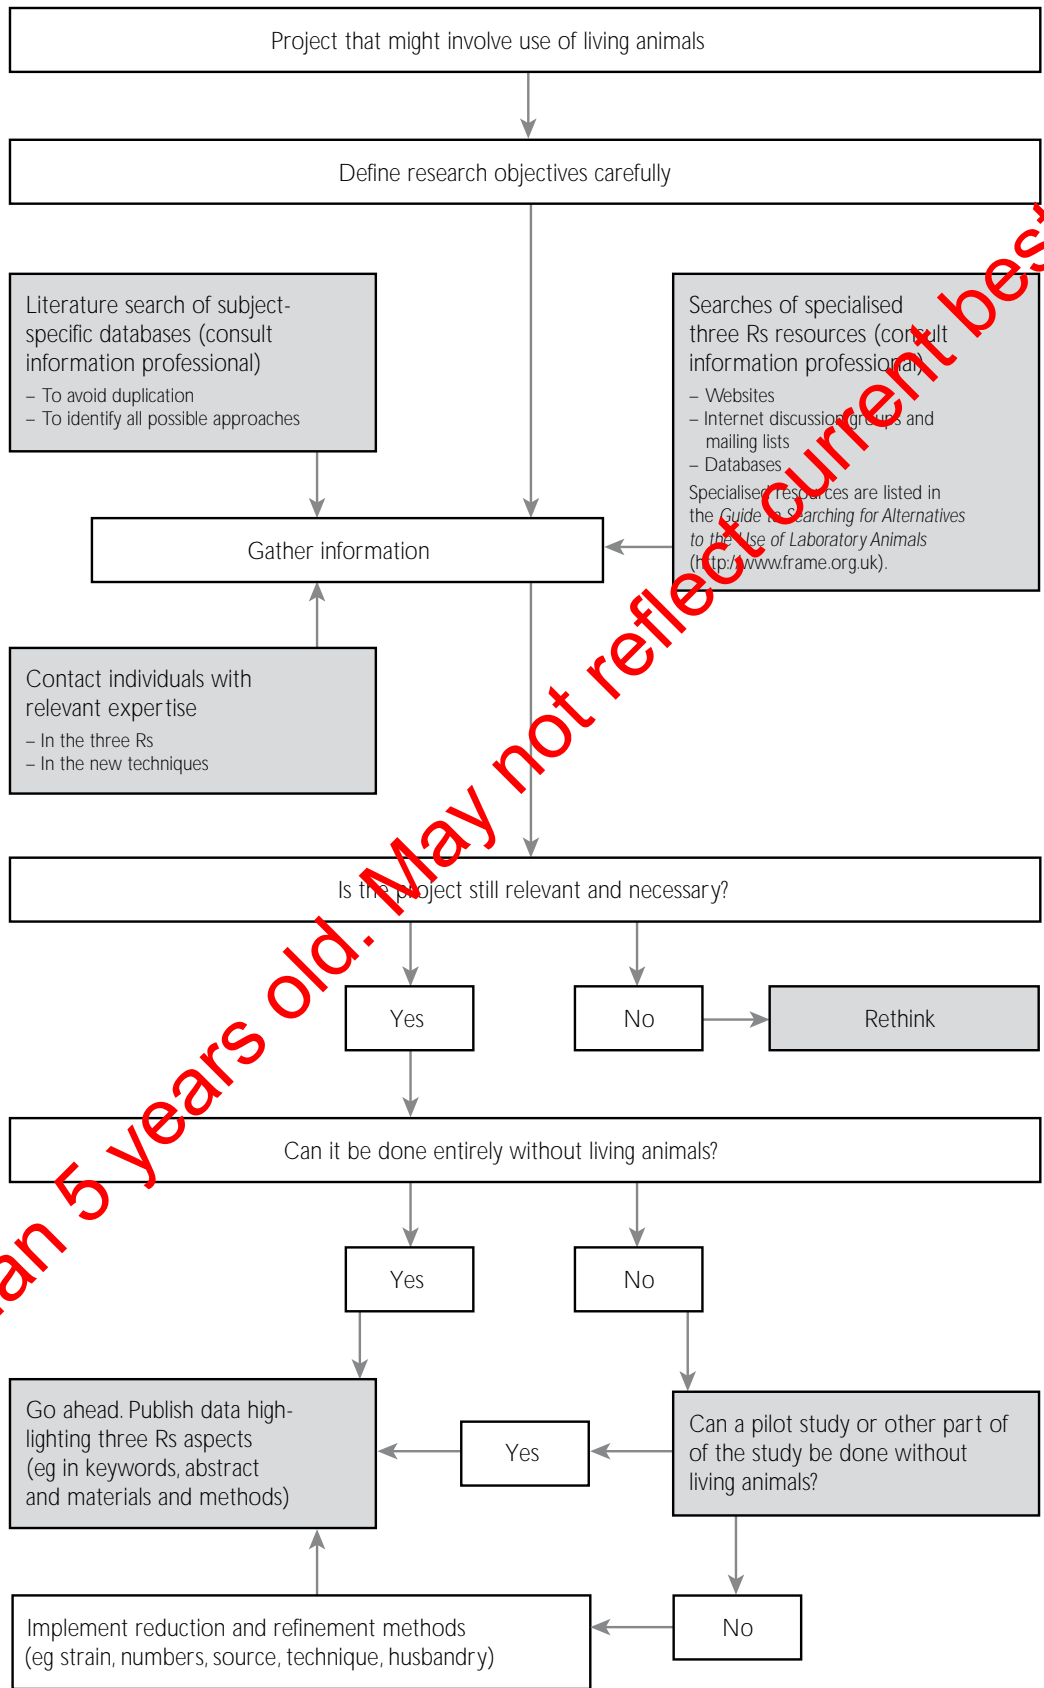 Project that might involve use of living animals
Define research objectives carefully
Literature search of subject-
specific databases (consult
information professional)
– To avoid duplication
– To identify all possible approaches
Searches of specialised
three Rs resources (consult
information professional)
– Websites
– Internet discussion groups and
mailing lists
– Databases
Specialised resources are listed in
the Guide to Searching for Alternatives
to the Use of Laboratory Animals
(http://www.frame.org.uk).
Gather information
Contact individuals with
relevant expertise
– In the three Rs
– In the new techniques
Is the project still relevant and necessary?
Yes
No
Rethink
Can it be done entirely without living animals?
Yes
No
Go ahead. Publish data high-
lighting three Rs aspects
(eg in keywords, abstract
and materials and methods)
Yes
Can a pilot study or other part of
of the study be done without
living animals?
Implement reduction and refinement methods
(eg strain, numbers, source, technique, husbandry)
No
an 5 years old. May not reflect current best